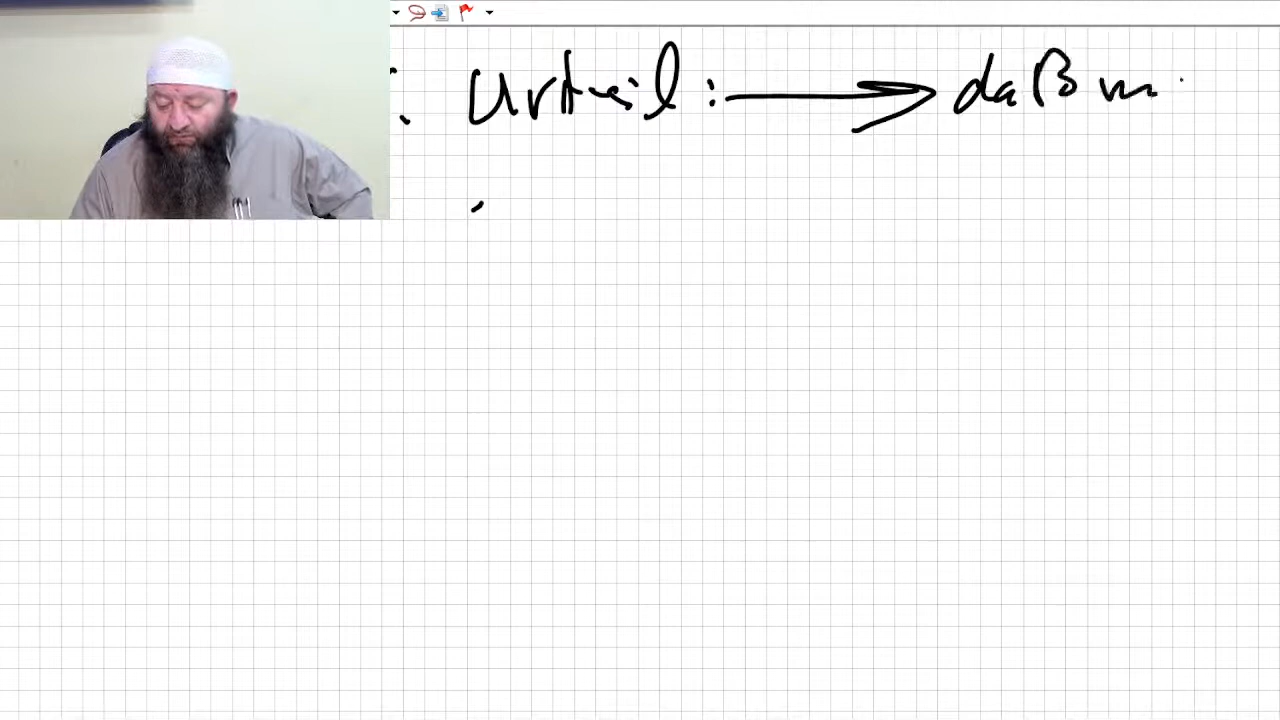 : Urteil: → daß m